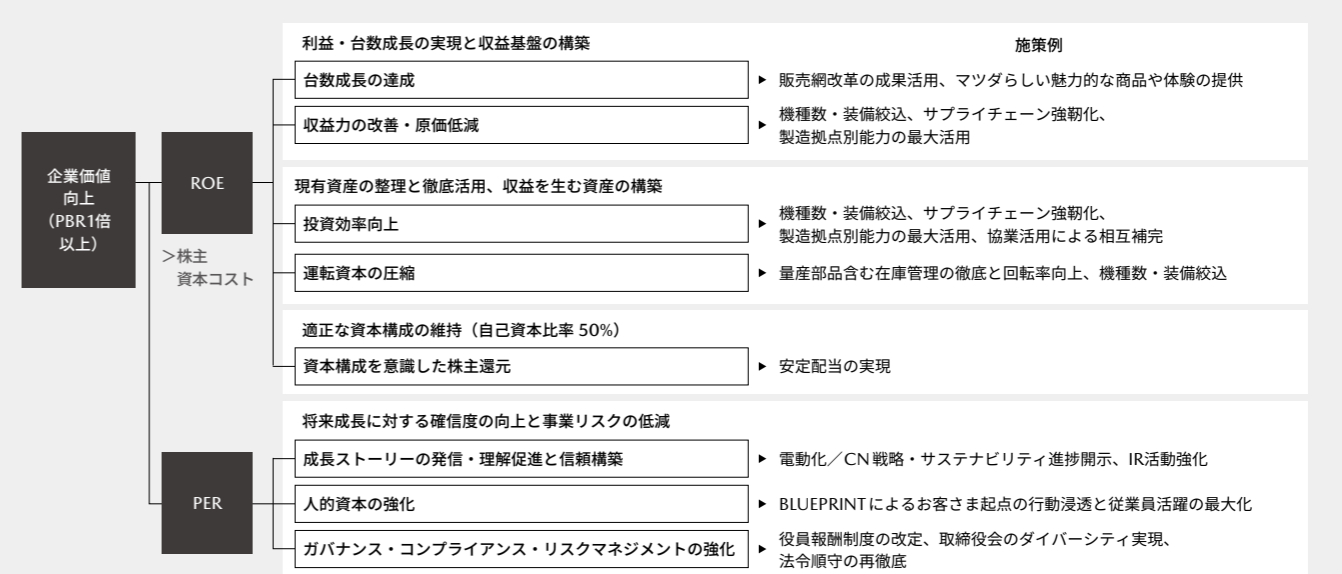 企業価値
向上
（PBR1倍
以上）
ROE
＞株主
資本コスト
PER
利益・台数成長の実現と収益基盤の構築
施策例
台数成長の達成
販売網改革の成果活用、マツダらしい魅力的な商品や体験の提供
収益力の改善・原価低減
機種数・装備絞込、サプライチェーン強靭化、
製造拠点別能力の最大活用
現有資産の整理と徹底活用、収益を生む資産の構築
投資効率向上
機種数・装備絞込、サプライチェーン強靭化、
製造拠点別能力の最大活用、協業活用による相互補完
運転資本の圧縮
量産部品含む在庫管理の徹底と回転率向上、機種数・装備絞込
適正な資本構成の維持（自己資本比率 50%）
資本構成を意識した株主還元
安定配当の実現
将来成長に対する確信度の向上と事業リスクの低減
成長ストーリーの発信・理解促進と信頼構築
電動化／CN戦略・サステナビリティ進捗開示、IR活動強化
人的資本の強化
BLUEPRINTによるお客さま起点の行動浸透と従業員活躍の最大化
ガバナンス・コンプライアンス・リスクマネジメントの強化
役員報酬制度の改定、取締役会のダイバーシティ実現、
法令順守の再徹底